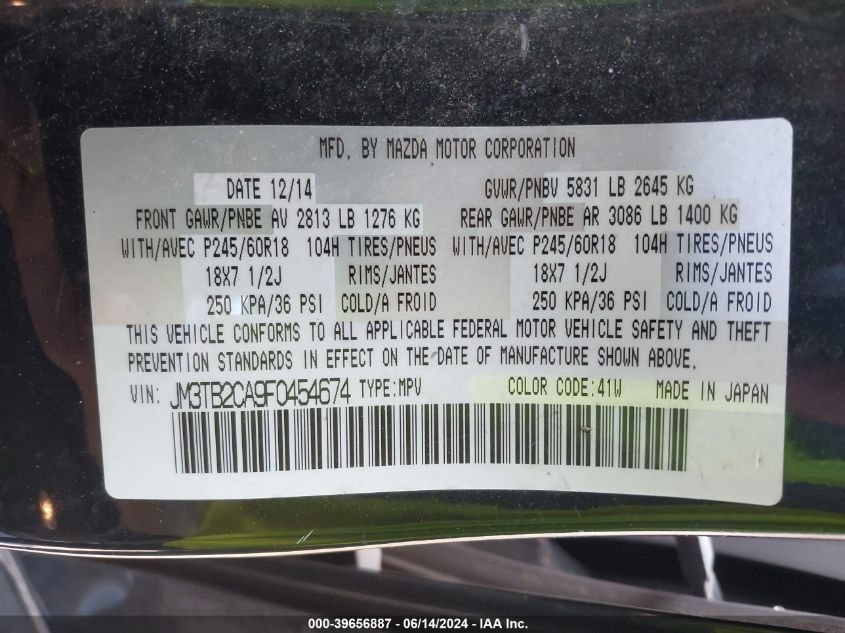 MFD. BY MAZDA MOTOR CORPORATION
DATE 12/14 GVWR/PNBV 5831 LB 2645 KG
FRONT GAWR/PNBE AV 2813 LB 1276 KG REAR GAWR/PNBE AR 3086 LB 1400 KG
WITH/AVEC P245/60R18 104H TIRES/PNEUS WITH/AVEC P245/60R18 104H TIRES/PNEUS
18X7 1/2J RIMS/JANTES 18X7 1/2J RIMS/JANTES
250 KPA/36 PSI COLD/A FROID 250 KPA/36 PSI COLD/A FROID
THIS VEHICLE CONFORMS TO ALL APPLICABLE FEDERAL MOTOR VEHICLE SAFETY AND THEFT
PREVENTION STANDARDS IN EFFECT ON THE DATE OF MANUFACTURE SHOWN ABOVE.
VIN: JM3TB2CA9F0454674 TYPE:MPV COLOR CODE:41W MADE IN JAPAN
000-39656887 - 06/14/2024 - IAA Inc.